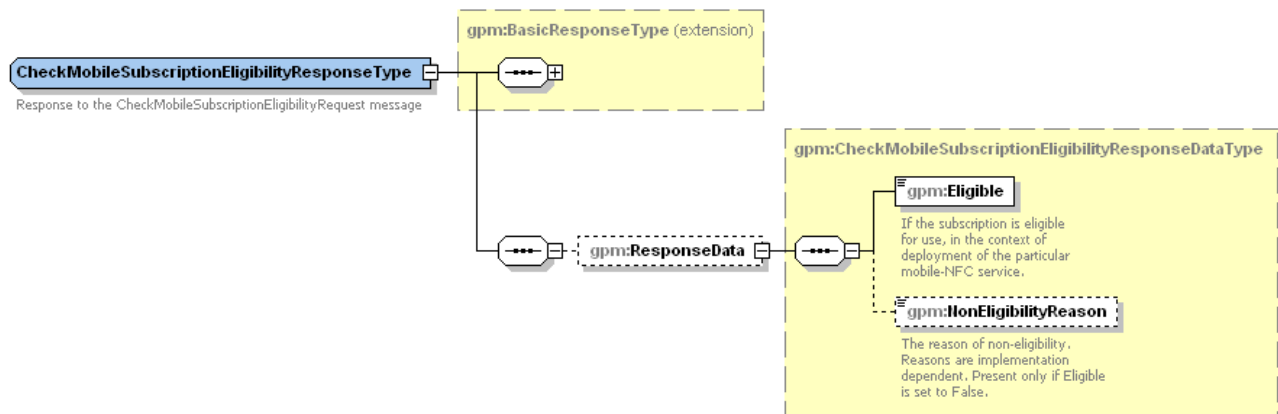 gpm:BasicResponseType (extension)
CheckMobileSubscriptionEligibilityResponseType
Response to the CheckMobileSubscriptionEligibilityRequest message
gpm:CheckMobileSubscriptionEligibilityResponseDataType
gpm:Eligible
If the subscription is eligible
for use, in the context of
deployment of the particular
mobile-NFC service.
gpm:ResponseData
gpm:NonEligibilityReason
The reason of non-eligibility.
Reasons are implementation
dependent. Present only if Eligible
is set to False.